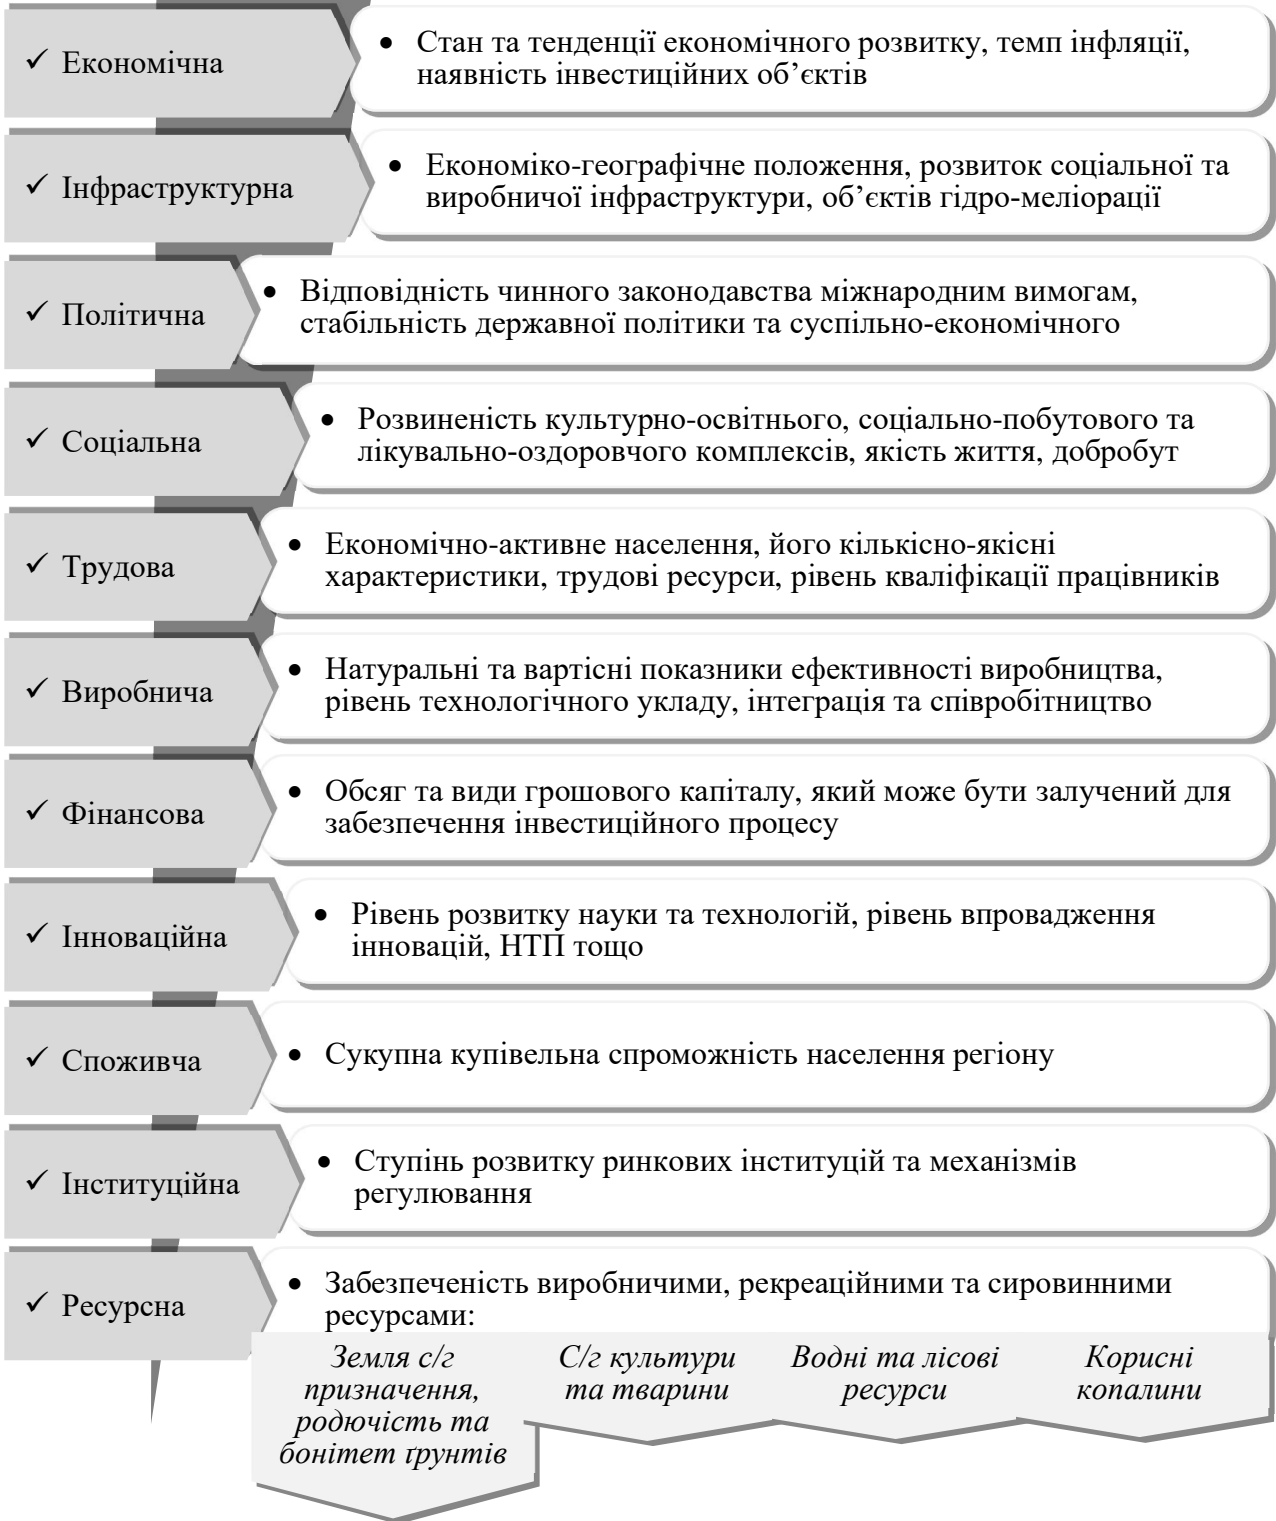 ✓ Економічна
• Стан та тенденції економічного розвитку, темп інфляції,
наявність інвестиційних об’єктів
✓ Інфраструктурна
• Економіко-географічне положення, розвиток соціальної та
виробничої інфраструктури, об’єктів гідро-меліорації
✓ Політична
• Відповідність чинного законодавства міжнародним вимогам,
стабільність державної політики та суспільно-економічного
✓ Соціальна
• Розвиненість культурно-освітнього, соціально-побутового та
лікувально-оздоровчого комплексів, якість життя, добробут
✓ Трудова
• Економічно-активне населення, його кількісно-якісні
характеристики, трудові ресурси, рівень кваліфікації працівників
✓ Виробнича
• Натуральні та вартісні показники ефективності виробництва,
рівень технологічного укладу, інтеграція та співробітництво
✓ Фінансова
• Обсяг та види грошового капіталу, який може бути залучений для
забезпечення інвестиційного процесу
✓ Інноваційна
• Рівень розвитку науки та технологій, рівень впровадження
інновацій, НТП тощо
✓ Споживча
• Сукупна купівельна спроможність населення регіону
✓ Інституційна
• Ступінь розвитку ринкових інституцій та механізмів
регулювання
✓ Ресурсна
• Забезпеченість виробничими, рекреаційними та сировинними
ресурсами:
Земля с/г
призначення,
родючість та
бонітет ґрунтів
С/г культури
та тварини
Водні та лісові
ресурси
Корисні
копалини